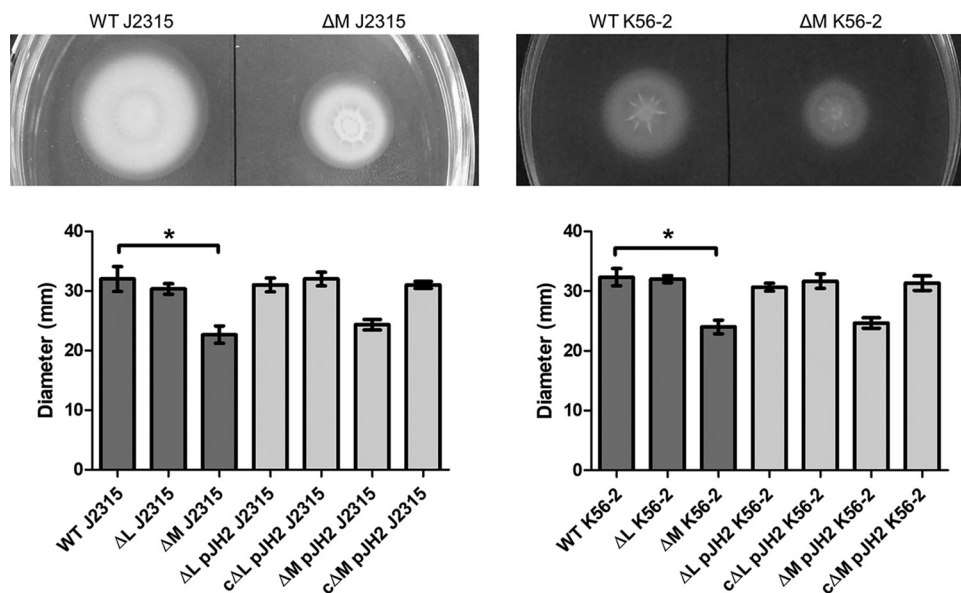 WT J2315 ΔM J2315
WT K56-2 ΔM K56-2
Diameter (mm)
40
30
20
10
0
*
WT J2315
ΔL J2315
ΔM J2315
ΔL pJH2 J2315
cΔL pJH2 J2315
ΔM pJH2 J2315
cΔM pJH2 J2315
Diameter (mm)
40
30
20
10
0
*
WT K56-2
ΔL K56-2
ΔM K56-2
ΔL pJH2 K56-2
cΔL pJH2 K56-2
ΔM pJH2 K56-2
cΔM pJH2 K56-2